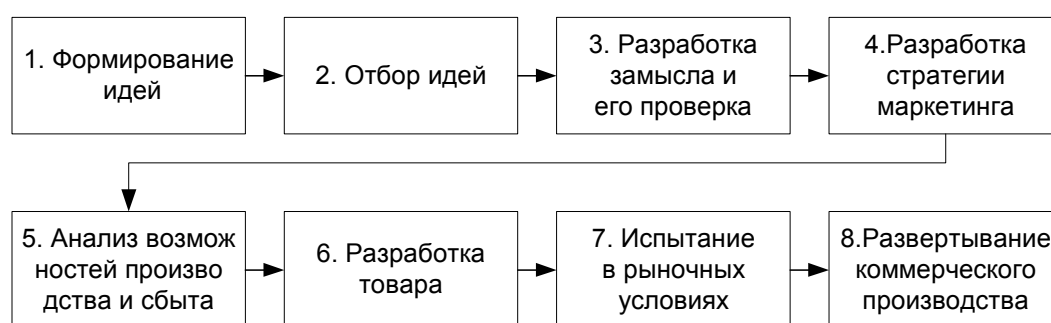 1. Формирование
идей
2. Отбор идей
3. Разработка
замысла и
его проверка
4.Разработка
стратегии
маркетинга
5. Анализ возмож
ностей произво
дства и сбыта
6. Разработка
товара
7. Испытание
в рыночных
условиях
8.Развертывание
коммерческого
производства